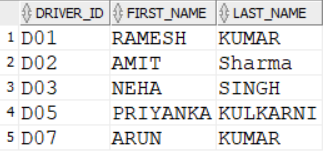 DRIVER_ID FIRST_NAME LAST_NAME
1 D01 RAMESH KUMAR
2 D02 AMIT Sharma
3 D03 NEHA SINGH
4 D05 PRIYANKA KULKARNI
5 D07 ARUN KUMAR